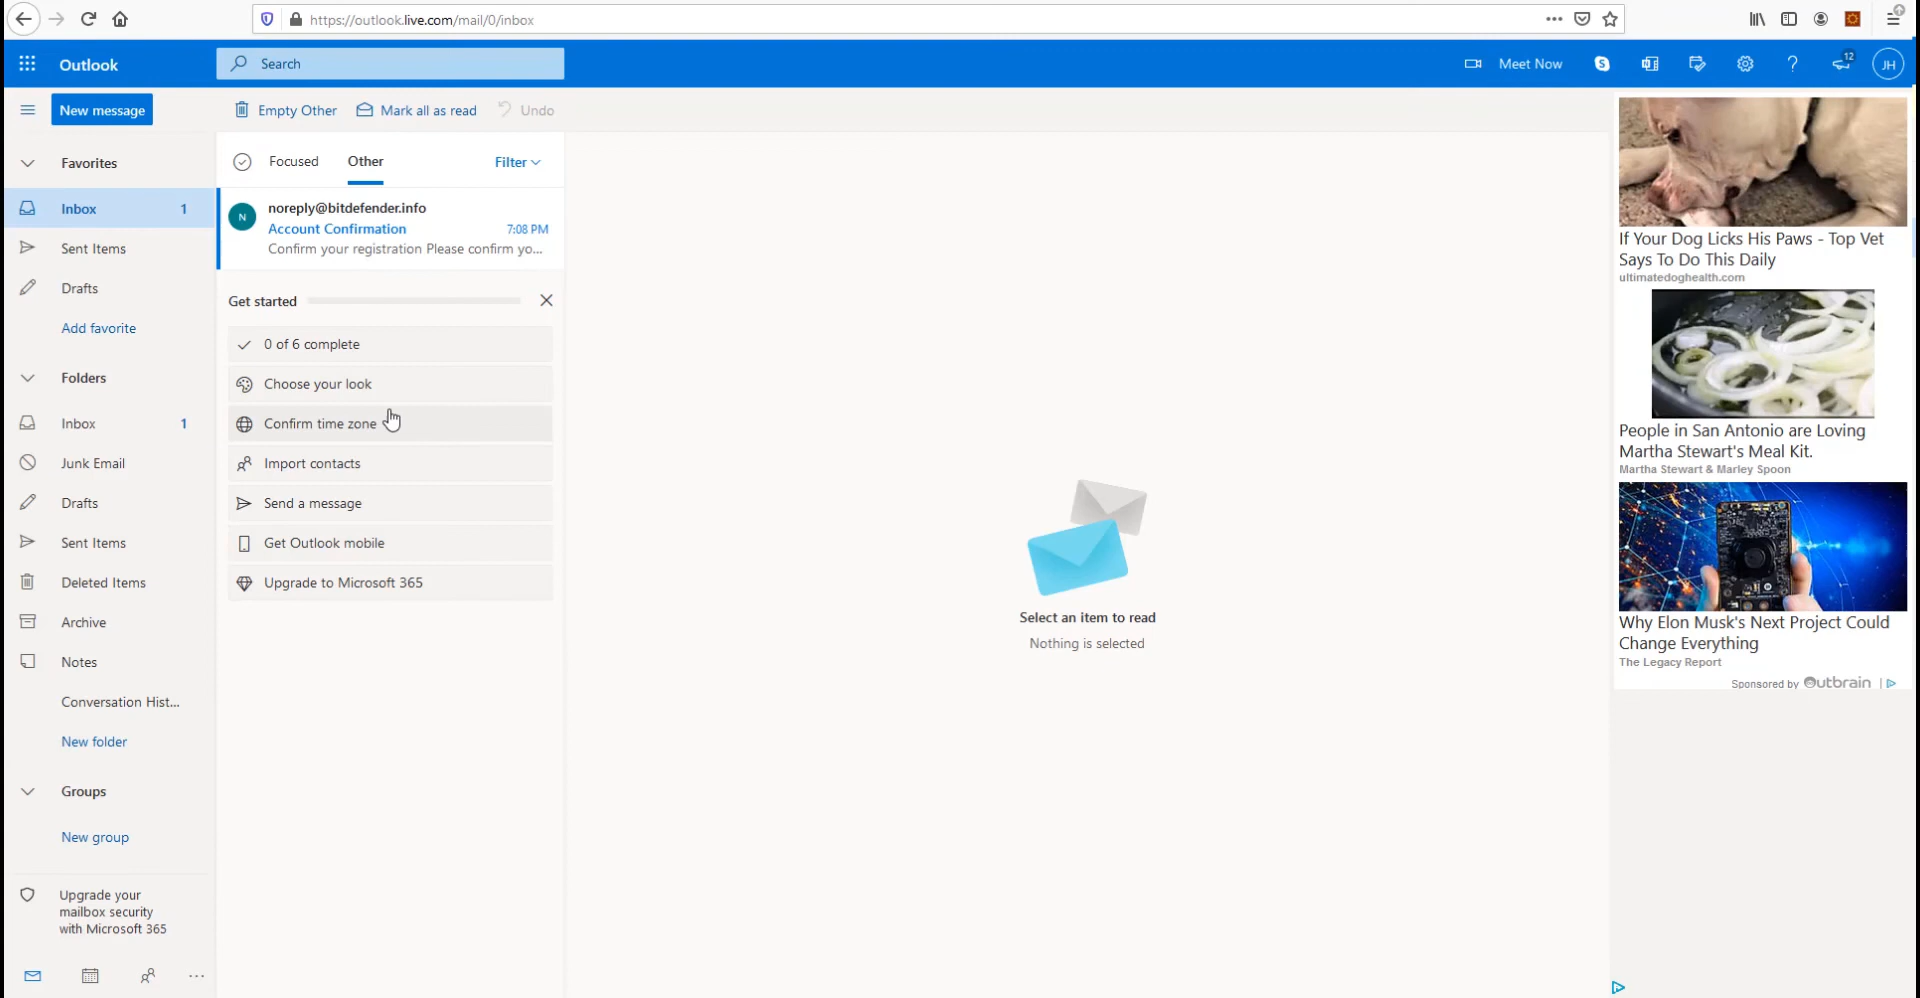 https://outlook.live.com/mail/0/inbox
Outlook
Search
Meet Now
12
JH
New message
Empty Other
Mark all as read
Undo
Favorites
Inbox 1
Sent Items
Drafts
Add favorite
Folders
Inbox 1
Junk Email
Drafts
Sent Items
Deleted Items
Archive
Notes
Conversation Hist...
New folder
Groups
New group
Upgrade your
mailbox security
with Microsoft 365
Focused
Other
Filter
N
noreply@bitdefender.info
Account Confirmation 7:08 PM
Confirm your registration Please confirm yo...
Get started
0 of 6 complete
Choose your look
Confirm time zone
Import contacts
Send a message
Get Outlook mobile
Upgrade to Microsoft 365
Select an item to read
Nothing is selected
If Your Dog Licks His Paws - Top Vet
Says To Do This Daily
ultimatedoghealth.com
People in San Antonio are Loving
Martha Stewart's Meal Kit.
Martha Stewart & Marley Spoon
Why Elon Musk's Next Project Could
Change Everything
The Legacy Report
Sponsored by Outbrain